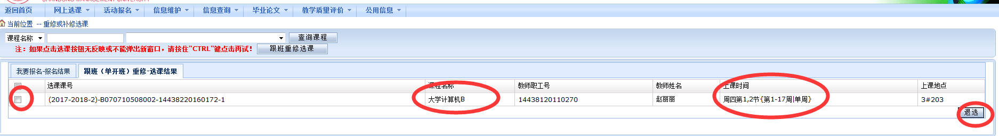 SHANDONG MANAGEMENT UNIVERSITY
返回首页 网上选课 活动报名 信息维护 信息查询 毕业论文 教学质量评价 公用信息
当前位置 -- 重修或补修选课
课程名称 查询课程
注：如果点击选课按钮无反映或不能弹出新窗口，请按住"CTRL"键点击再试！ 跟班重修选课
我要报名-报名结果 跟班（单开班）重修-选课结果
选课课号 课程名称 教师职工号 教师姓名 上课时间 上课地点
(2017-2018-2)-B070710508002-14438220160172-1 大学计算机B 14438120110270 赵丽丽 周四第1,2节{第1-17周|单周} 3#203
退选